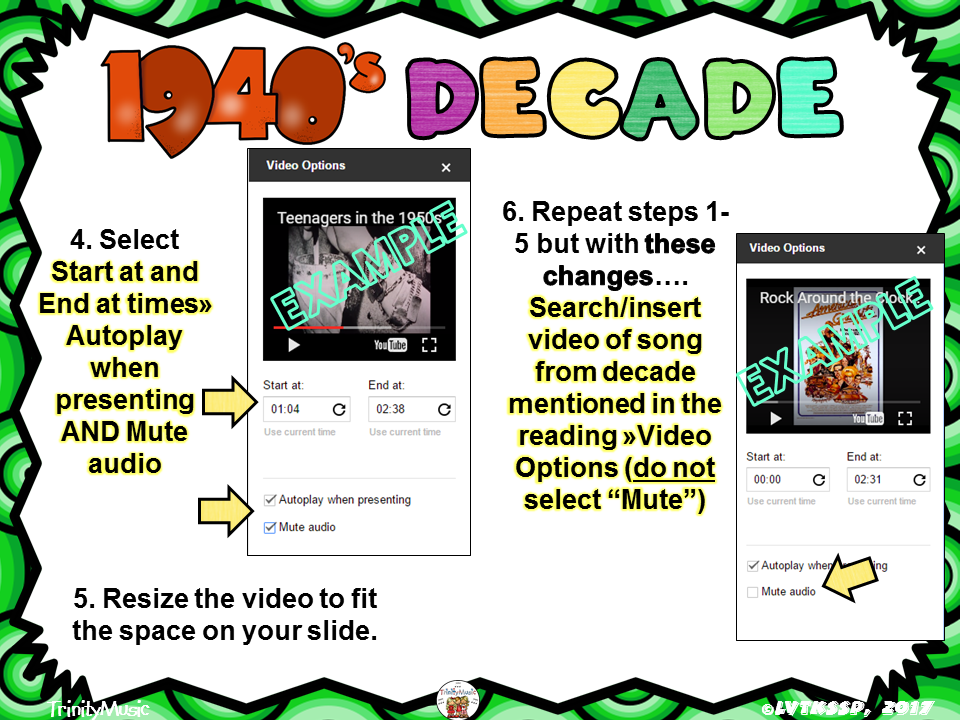 1940's DECADE
4. Select
Start at and
End at times»
Autoplay
when
presenting
AND Mute
audio
Video Options ×
Teenagers in the 1950s
EXAMPLE
YouTube
Start at: End at:
01:04 02:38
Use current time Use current time
Autoplay when presenting
Mute audio
5. Resize the video to fit
the space on your slide.
6. Repeat steps 1-
5 but with these
changes….
Search/insert
video of song
from decade
mentioned in the
reading »Video
Options (do not
select “Mute”)
Video Options ×
Rock Around the Clock
EXAMPLE
YouTube
Start at: End at:
00:00 02:31
Use current time Use current time
Autoplay when presenting
Mute audio
TrinityMusic
TrinityMusic
©LVTKSSP, 2017